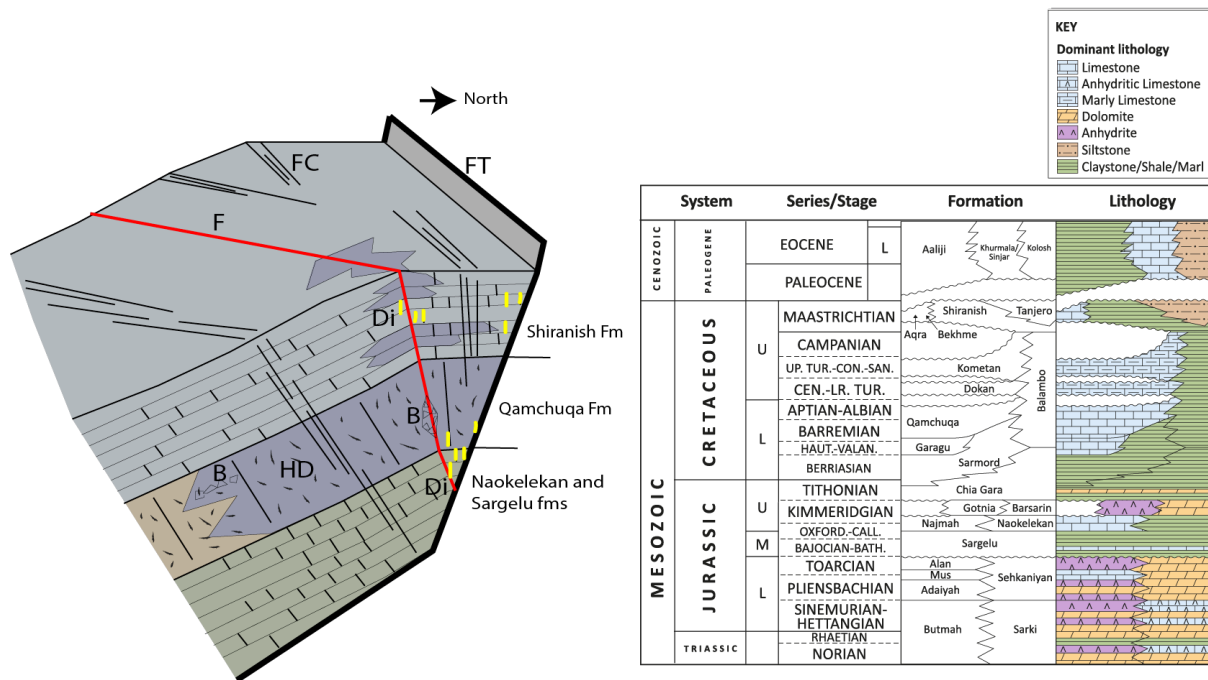 North
FC
FT
F
Di
Shiranish Fm
B
Qamchuqa Fm
B
HD
Di
Naokelekan and
Sargelu fms
KEY
Dominant lithology
Limestone
Anhydritic Limestone
Marly Limestone
Dolomite
Anhydrite
Siltstone
Claystone/Shale/Marl
System
Series/Stage
Formation
Lithology
CENOZOIC
PALEOGENE
EOCENE
L
Aaliji
Khurmala/
Sinjar
Kolosh
PALEOCENE
MESOZOIC
CRETACEOUS
U
MAASTRICHTIAN
Shiranish
Tanjero
Aqra
Bekhme
CAMPANIAN
UP. TUR.-CON.-SAN.
Kometan
CEN.-LR. TUR.
Dokan
Balambo
L
APTIAN-ALBIAN
Qamchuqa
BARREMIAN
HAUT.-VALAN.
Garagu
BERRIASIAN
Sarmord
JURASSIC
U
TITHONIAN
Chia Gara
KIMMERIDGIAN
Gotnia
Barsarin
OXFORD.-CALL.
Najmah
Naokelekan
M
BAJOCIAN-BATH.
Sargelu
L
TOARCIAN
Alan
Mus
Sehkaniyan
PLIENSBACHIAN
Adaiyah
SINEMURIAN-
HETTANGIAN
Butmah
Sarki
TRIASSIC
RHAETIAN
NORIAN